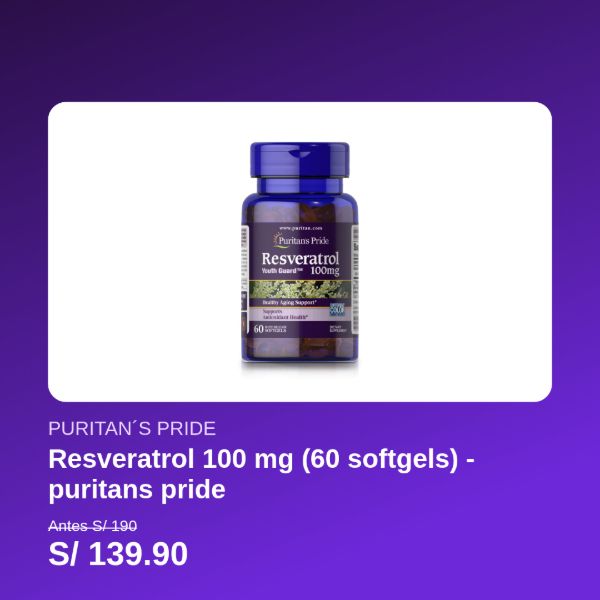 www.puritan.com
Puritan's Pride
Resveratrol
Youth Guard™ 100mg
Healthy Aging Support*
Supports
Antioxidant Health*
60 SOFTGELS
PURITAN´S PRIDE
Resveratrol 100 mg (60 softgels) -
puritans pride
Antes S/ 190
S/ 139.90